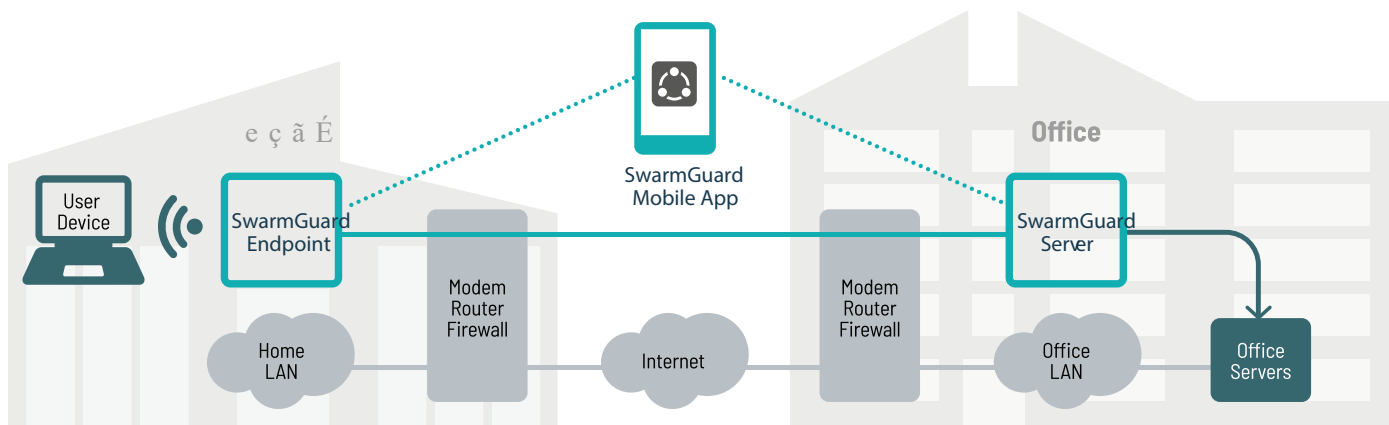 e ç ã É
Office
User
Device
SwarmGuard
Endpoint
SwarmGuard
Mobile App
SwarmGuard
Server
Modem
Router
Firewall
Modem
Router
Firewall
Home
LAN
Internet
Office
LAN
Office
Servers